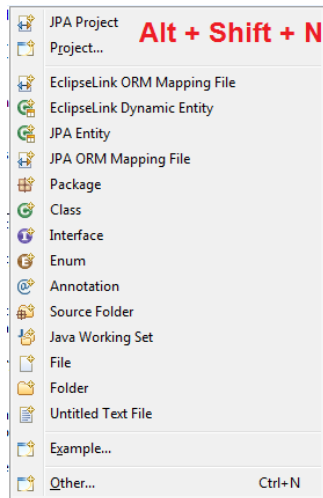 JPA Project
Alt + Shift + N
Project...
EclipseLink ORM Mapping File
EclipseLink Dynamic Entity
JPA Entity
JPA ORM Mapping File
Package
Class
Interface
Enum
Annotation
Source Folder
Java Working Set
File
Folder
Untitled Text File
Example...
Other... Ctrl+N